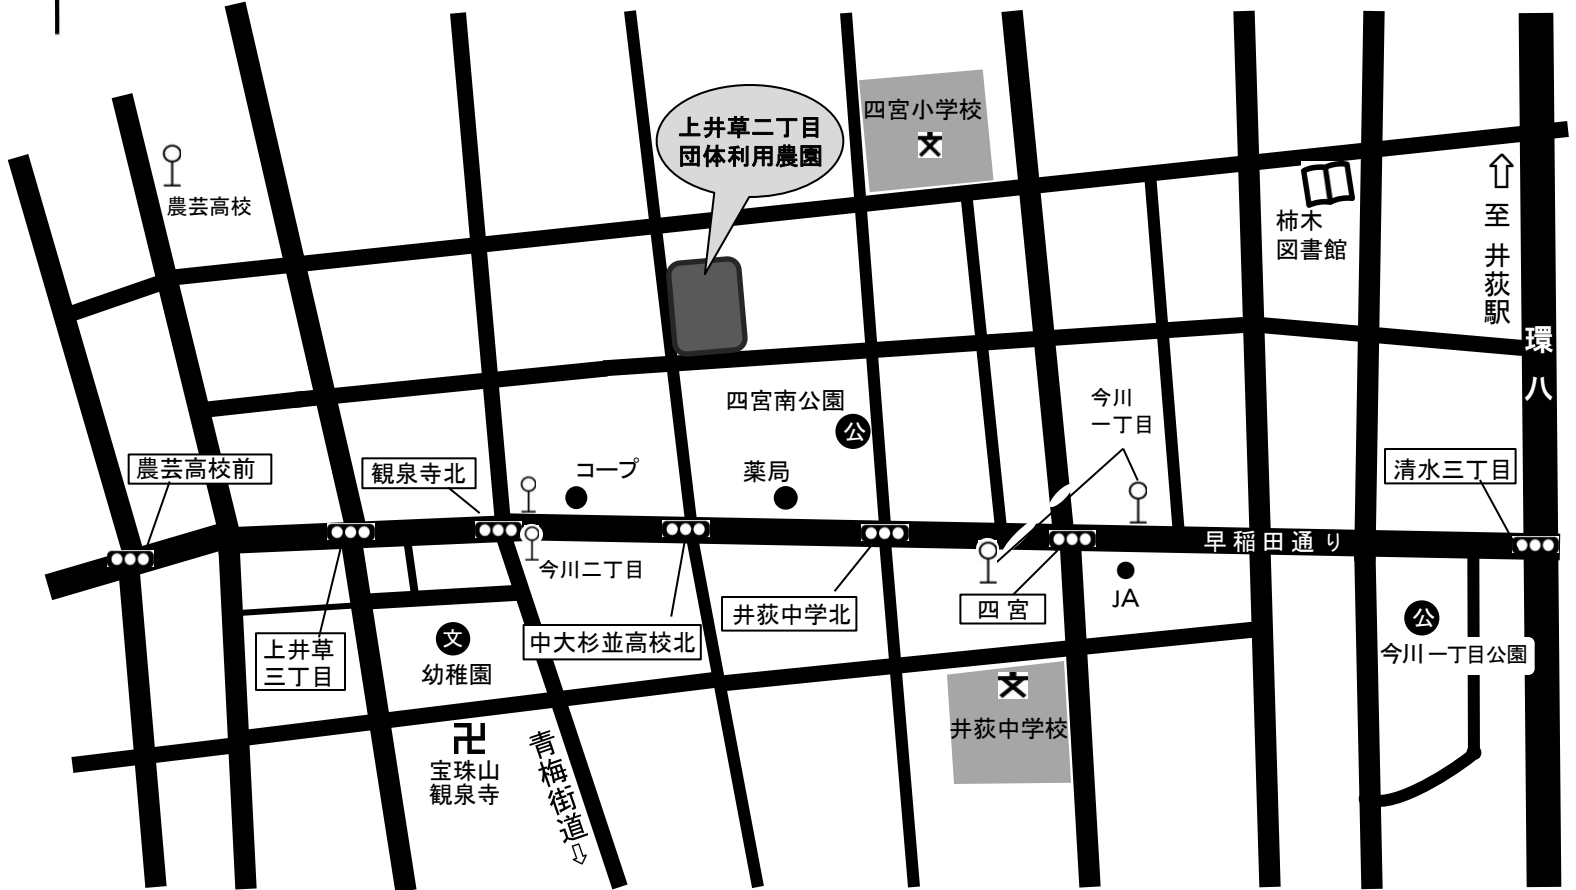 上井草二丁目
団体利用農園
四宮小学校
農芸高校
柿木
図書館
至 井荻駅
環八
四宮南公園
公
今川
一丁目
農芸高校前
観泉寺北
コープ
薬局
清水三丁目
早稲田通り
今川二丁目
井荻中学北
四宮
JA
公
今川一丁目公園
上井草
三丁目
文
幼稚園
中大杉並高校北
井荻中学校
卍
宝珠山
観泉寺
青梅街道